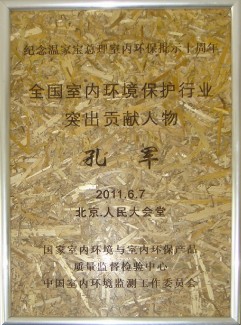 纪念温家宝总理室内环保批示十周年
全国室内环境保护行业
突出贡献人物
孔军
2011.6.7
北京.人民大会堂
国家室内环境与室内环保产品
质量监督检验中心
中国室内环境监测工作委员会